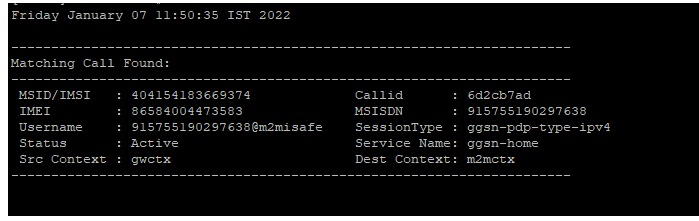 Friday January 07 11:50:35 IST 2022
----------------------------------------------------------------------
Matching Call Found:
----------------------------------------------------------------------
MSID/IMSI : 404154183669374 Callid : 6d2cb7ad
IMEI : 86584004473583 MSISDN : 915755190297638
Username : 915755190297638@m2misafe SessionType : ggsn-pdp-type-ipv4
Status : Active Service Name: ggsn-home
Src Context : gwctx Dest Context: m2mctx
----------------------------------------------------------------------